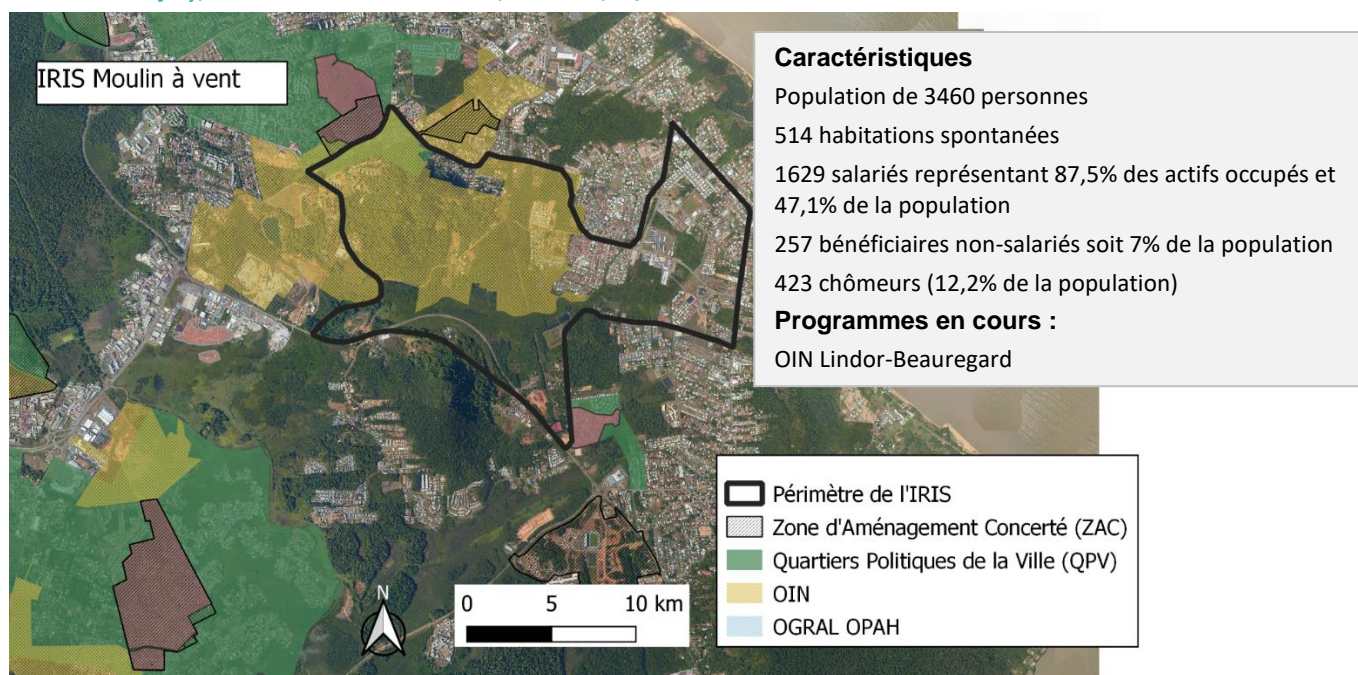 IRIS Moulin à vent
Caractéristiques
Population de 3460 personnes
514 habitations spontanées
1629 salariés représentant 87,5% des actifs occupés et
47,1% de la population
257 bénéficiaires non-salariés soit 7% de la population
423 chômeurs (12,2% de la population)
Programmes en cours :
OIN Lindor-Beauregard
Périmètre de l'IRIS
Zone d'Aménagement Concerté (ZAC)
Quartiers Politiques de la Ville (QPV)
OIN
OGRAL OPAH
N
0 5 10 km